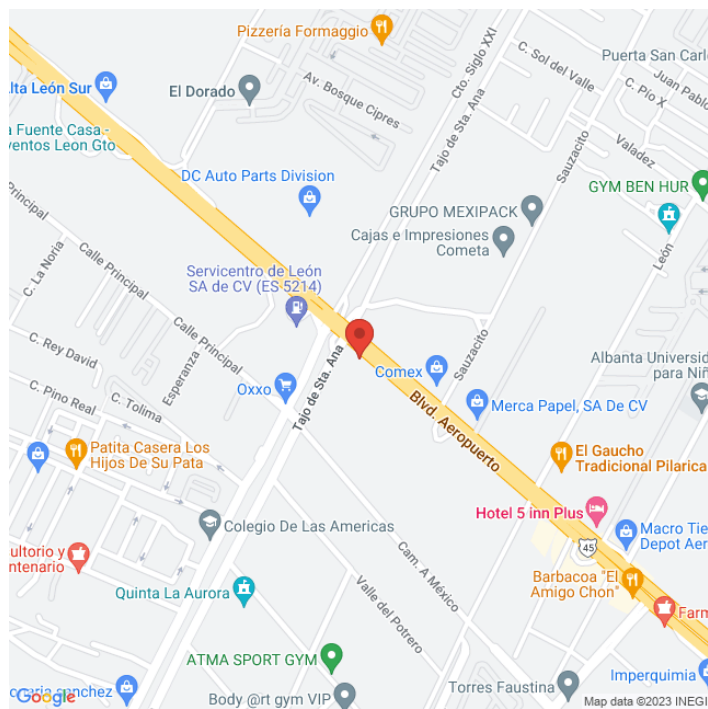 Pizzería Formaggio
Cto. Siglo XXI
C. Sol del Valle
Puerta San Carlo
Juan Pablo
C. Pío X
alta León Sur
El Dorado
Av. Bosque Cipres
Tajo de Sta. Ana
Sauzacito
Valadez
a Fuente Casa -
ventos Leon Gto
DC Auto Parts Division
GYM BEN HUR
GRUPO MEXIPACK
Cajas e Impresiones
Cometa
León
Principal
Calle Principal
C. La Noria
Servicentro de León
SA de CV (ES 5214)
Calle Principal
Esperanza
C. Rey David
Tajo de Sta. Ana
Sauzacito
Albanta Universid
para Niñ
Comex
Oxxo
C. Pino Real
C. Tolima
Blvd. Aeropuerto
Merca Papel, SA De CV
Patita Casera Los
Hijos De Su Pata
El Gaucho
Tradicional Pilarica
Hotel 5 inn Plus
Colegio De Las Americas
Macro Tie
Depot Aer
45
sultorio y
entenario
Cam. A México
Barbacoa "El
Amigo Chon"
Quinta La Aurora
Valle del Potrero
Farm
ATMA SPORT GYM
Imperquimia
Torres Faustina
sanchez
Body @rt gym VIP
Google
Map data ©2023 INEGI